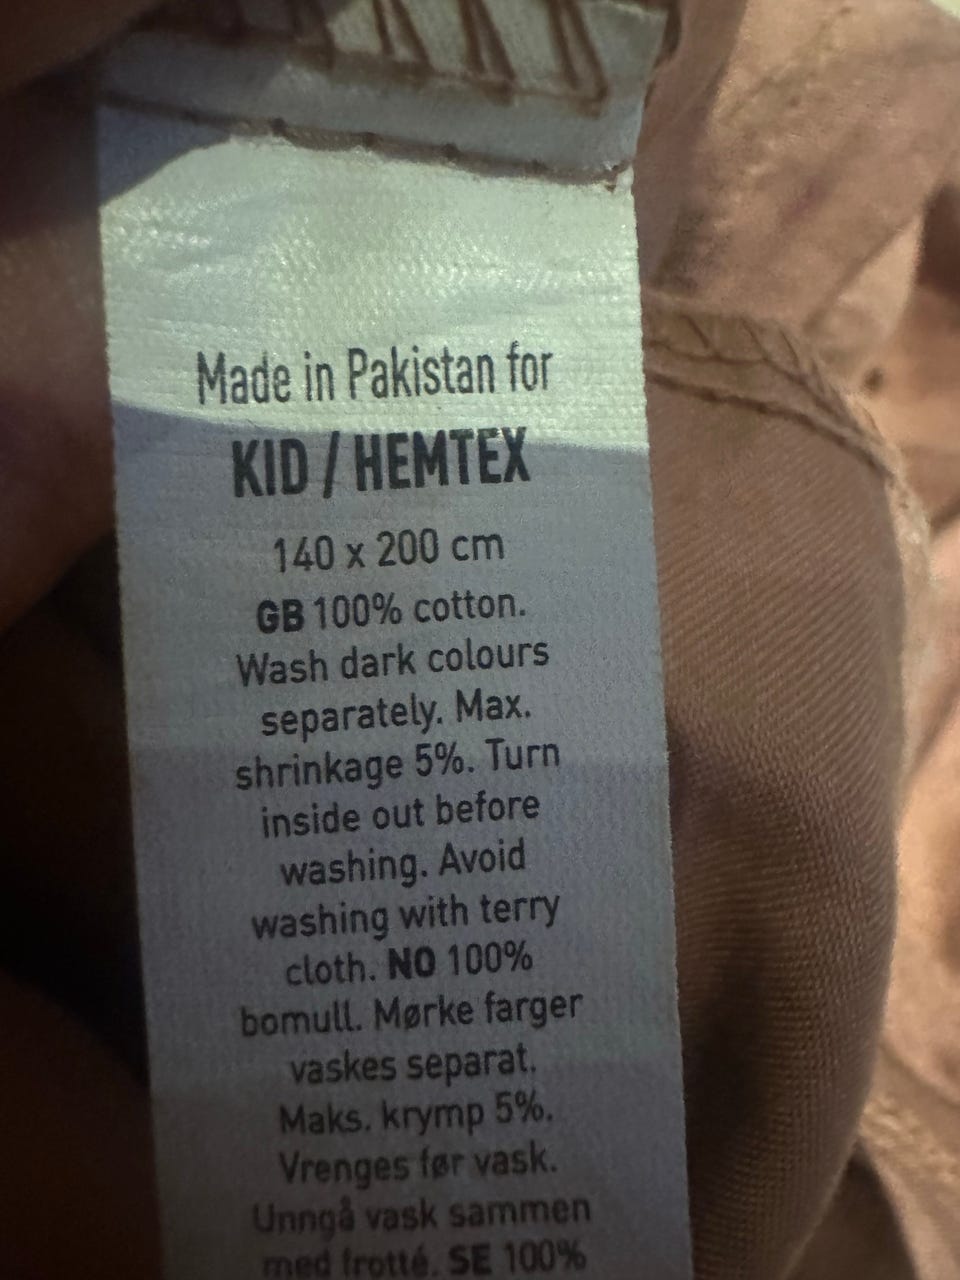 Made in Pakistan for
KID / HEMTEX
140 x 200 cm
GB 100% cotton.
Wash dark colours
separately. Max.
shrinkage 5%. Turn
inside out before
washing. Avoid
washing with terry
cloth. NO 100%
bomull. Mørke farger
vaskes separat.
Maks. krymp 5%.
Vrenges før vask.
Unngå vask sammen
med frotté. SE 100%